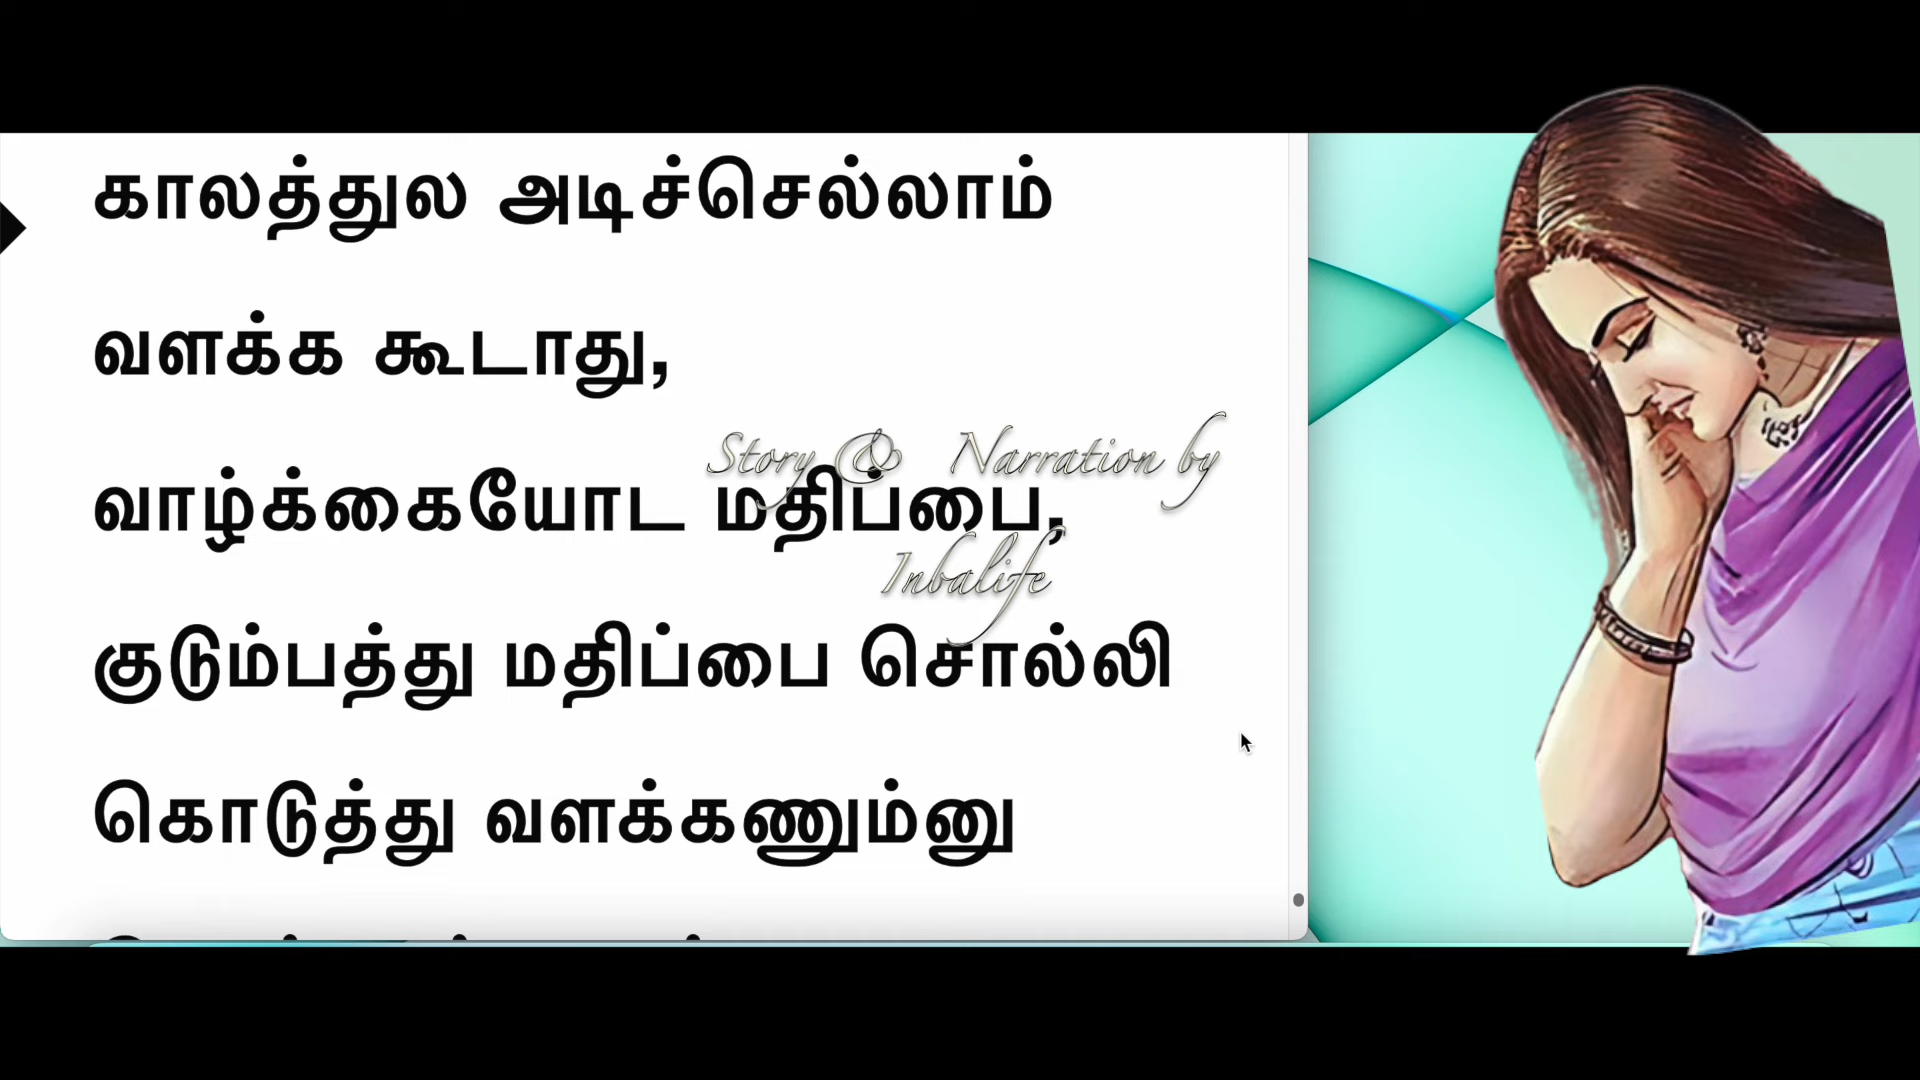 காலத்துல அடிச்செல்லாம்
வளக்க கூடாது,
வாழ்க்கையோட மதிப்பை,
குடும்பத்து மதிப்பை சொல்லி
கொடுத்து வளக்கணும்னு
Story & Narration by
Inbalife